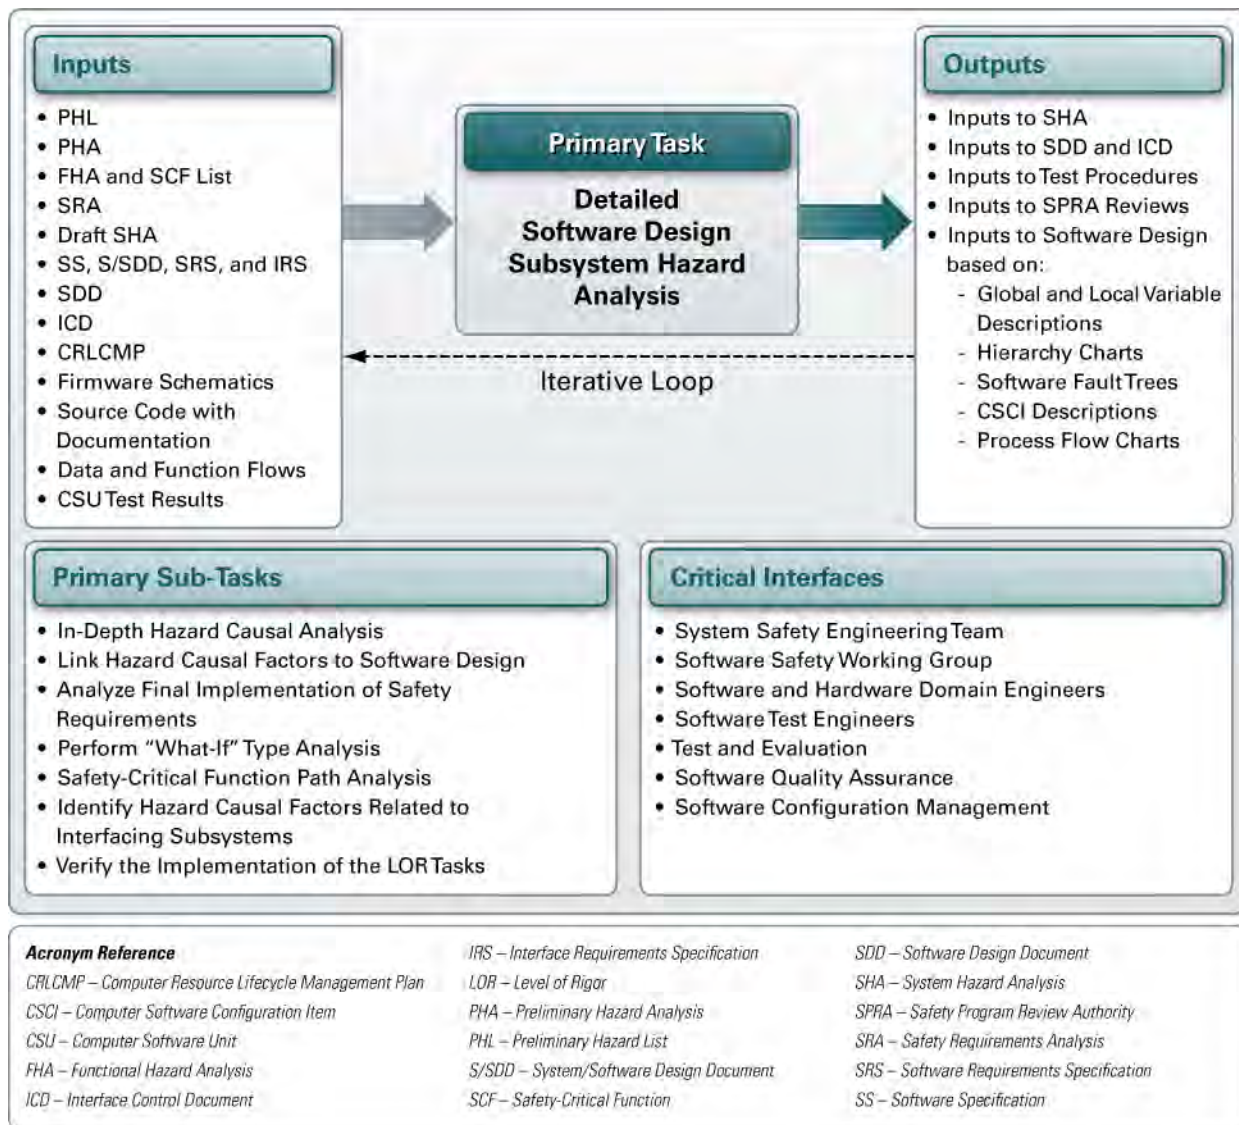 Inputs
• PHL
• PHA
• FHA and SCF List
• SRA
• Draft SHA
• SS, S/SDD, SRS, and IRS
• SDD
• ICD
• CRLCMP
• Firmware Schematics
• Source Code with
Documentation
• Data and Function Flows
• CSU Test Results
Primary Task
Detailed
Software Design
Subsystem Hazard
Analysis
Iterative Loop
Outputs
• Inputs to SHA
• Inputs to SDD and ICD
• Inputs to Test Procedures
• Inputs to SPRA Reviews
• Inputs to Software Design
based on:
- Global and Local Variable
Descriptions
- Hierarchy Charts
- Software Fault Trees
- CSCI Descriptions
- Process Flow Charts
Primary Sub-Tasks
• In-Depth Hazard Causal Analysis
• Link Hazard Causal Factors to Software Design
• Analyze Final Implementation of Safety
Requirements
• Perform “What-If” Type Analysis
• Safety-Critical Function Path Analysis
• Identify Hazard Causal Factors Related to
Interfacing Subsystems
• Verify the Implementation of the LOR Tasks
Critical Interfaces
• System Safety Engineering Team
• Software Safety Working Group
• Software and Hardware Domain Engineers
• Software Test Engineers
• Test and Evaluation
• Software Quality Assurance
• Software Configuration Management
Acronym Reference
CRLCMP – Computer Resource Lifecycle Management Plan
CSCI – Computer Software Configuration Item
CSU – Computer Software Unit
FHA – Functional Hazard Analysis
ICD – Interface Control Document
IRS – Interface Requirements Specification
LOR – Level of Rigor
PHA – Preliminary Hazard Analysis
PHL – Preliminary Hazard List
S/SDD – System/Software Design Document
SCF – Safety-Critical Function
SDD – Software Design Document
SHA – System Hazard Analysis
SPRA – Safety Program Review Authority
SRA – Safety Requirements Analysis
SRS – Software Requirements Specification
SS – Software Specification